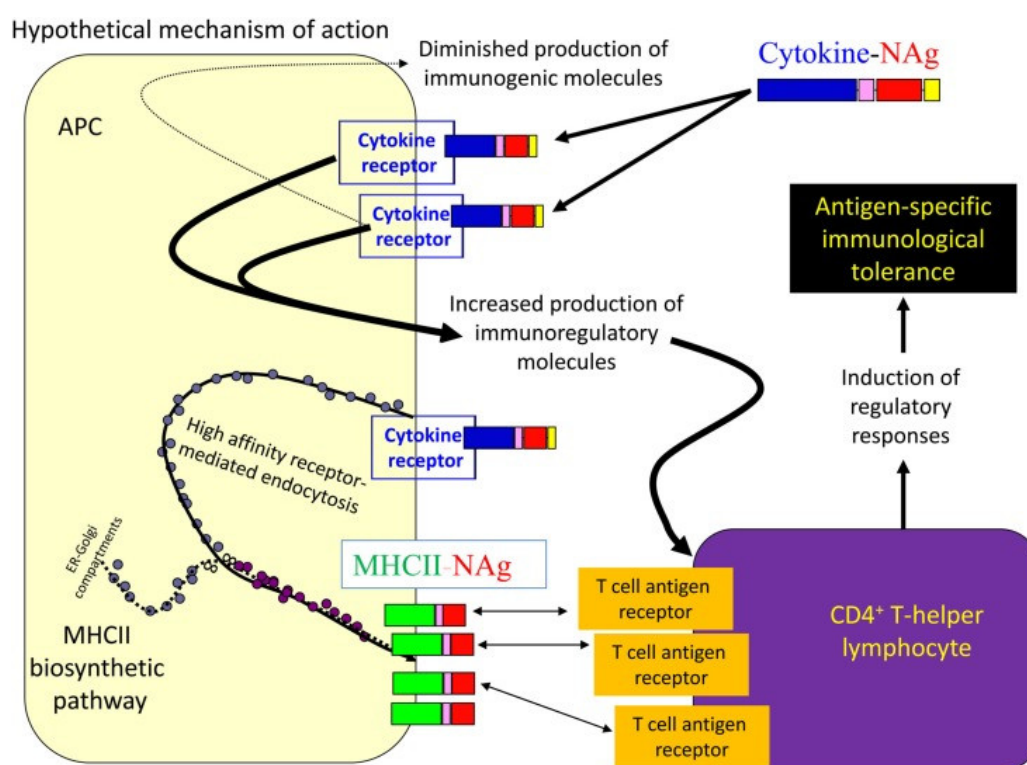 Hypothetical mechanism of action
Diminished production of
immunogenic molecules
Cytokine-NAg
APC
Cytokine
receptor
Cytokine
receptor
Antigen-specific
immunological
tolerance
Increased production of
immunoregulatory
molecules
Induction of
regulatory
responses
Cytokine
receptor
High affinity receptor-
mediated endocytosis
ER-Golgi
compartments
MHCII-NAg
MHCII
biosynthetic
pathway
T cell antigen
receptor
T cell antigen
receptor
T cell antigen
receptor
CD4⁺ T-helper
lymphocyte